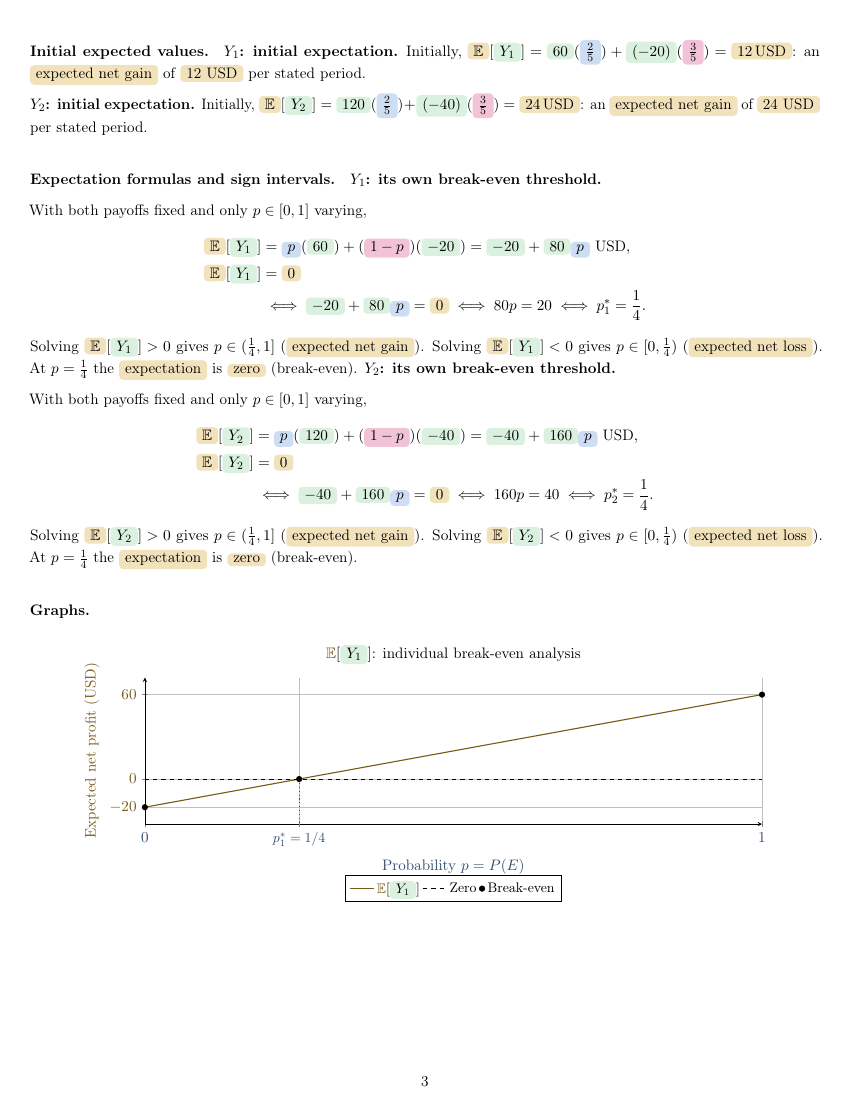 Initial expected values. Y₁: initial expectation. Initially, 𝔼[Y₁] = 60 (2/5) + (−20) (3/5) = 12 USD: an
expected net gain of 12 USD per stated period.
Y₂: initial expectation. Initially, 𝔼[Y₂] = 120 (2/5)+(−40) (3/5) = 24 USD: an expected net gain of 24 USD
per stated period.
Expectation formulas and sign intervals. Y₁: its own break-even threshold.
With both payoffs fixed and only p ∈ [0, 1] varying,
𝔼[Y₁] = p(60) + (1 − p)(−20) = −20 + 80 p USD,
𝔼[Y₁] = 0
⟺ −20 + 80 p = 0 ⟺ 80p = 20 ⟺ p₁* = 1/4.
Solving 𝔼[Y₁] > 0 gives p ∈ (1/4, 1] (expected net gain). Solving 𝔼[Y₁] < 0 gives p ∈ [0, 1/4) (expected net loss).
At p = 1/4 the expectation is zero (break-even). Y₂: its own break-even threshold.
With both payoffs fixed and only p ∈ [0, 1] varying,
𝔼[Y₂] = p(120) + (1 − p)(−40) = −40 + 160 p USD,
𝔼[Y₂] = 0
⟺ −40 + 160 p = 0 ⟺ 160p = 40 ⟺ p₂* = 1/4.
Solving 𝔼[Y₂] > 0 gives p ∈ (1/4, 1] (expected net gain). Solving 𝔼[Y₂] < 0 gives p ∈ [0, 1/4) (expected net loss).
At p = 1/4 the expectation is zero (break-even).
Graphs.
𝔼[Y₁]: individual break-even analysis
Expected net profit (USD)
60
0
−20
0 p₁* = 1/4 1
Probability p = P(E)
𝔼[Y₁] Zero Break-even
3